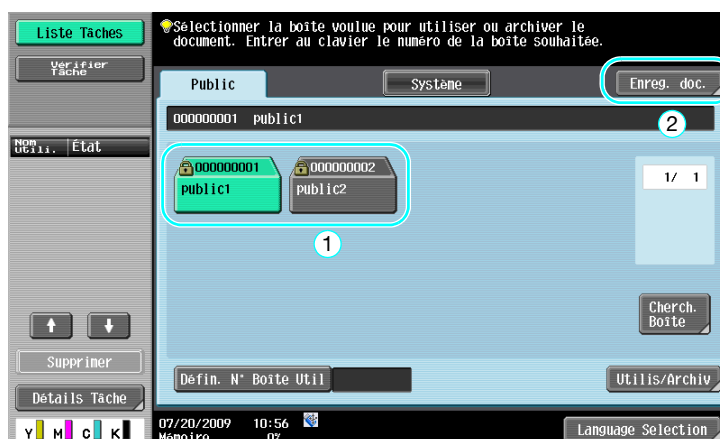 Liste Tâches
Sélectionner la boîte voulue pour utiliser ou archiver le
document. Entrer au clavier le numéro de la boîte souhaitée.
Vérifier
Tâche
Public
Système
Enreg. doc.
2
000000001 public1
Nom
Utili. État
000000001
public1
000000002
public2
1/ 1
1
Cherch.
Boîte
Supprimer
Défin. N° Boîte Util
Utilis/Archiv
Détails Tâche
Y M C K
07/20/2009 10:56
Mémoire 0%
Language Selection